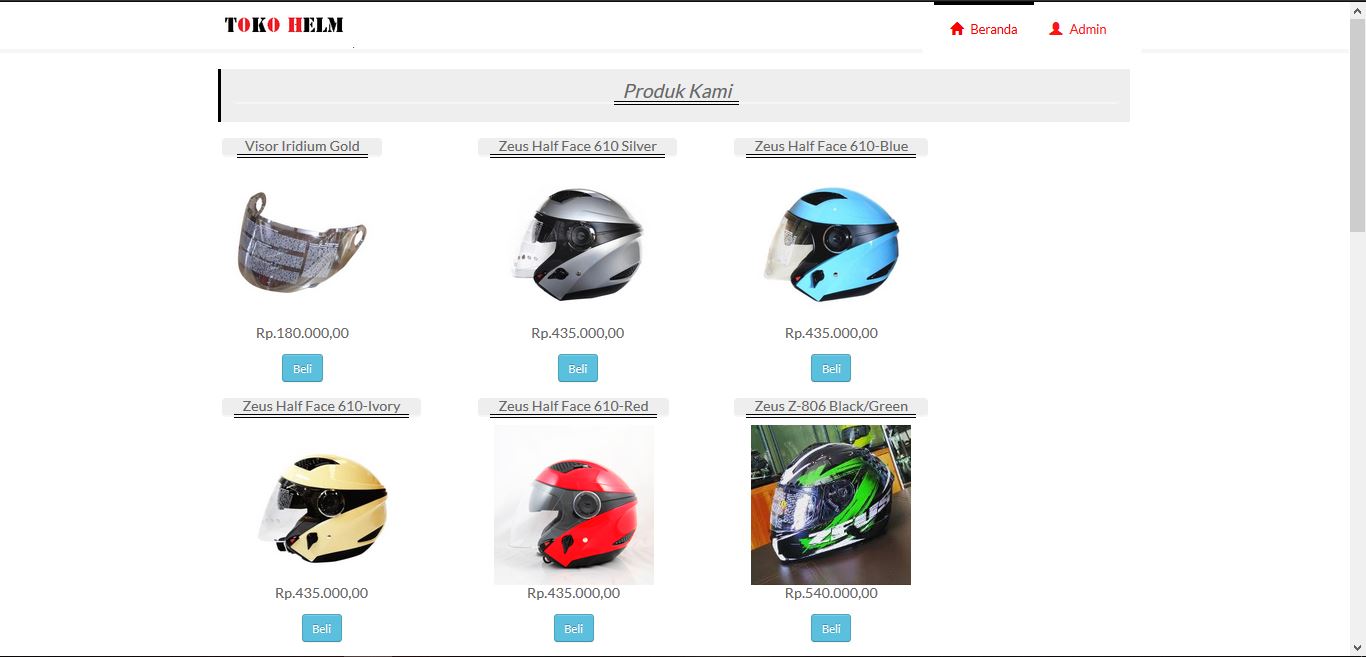 TOKO HELM
Beranda
Admin
Produk Kami
Visor Iridium Gold
Zeus Half Face 610 Silver
Zeus Half Face 610-Blue
Rp.180.000,00
Rp.435.000,00
Rp.435.000,00
Beli
Beli
Beli
Zeus Half Face 610-Ivory
Zeus Half Face 610-Red
Zeus Z-806 Black/Green
ZEUS
Rp.435.000,00
Rp.435.000,00
Rp.540.000,00
Beli
Beli
Beli